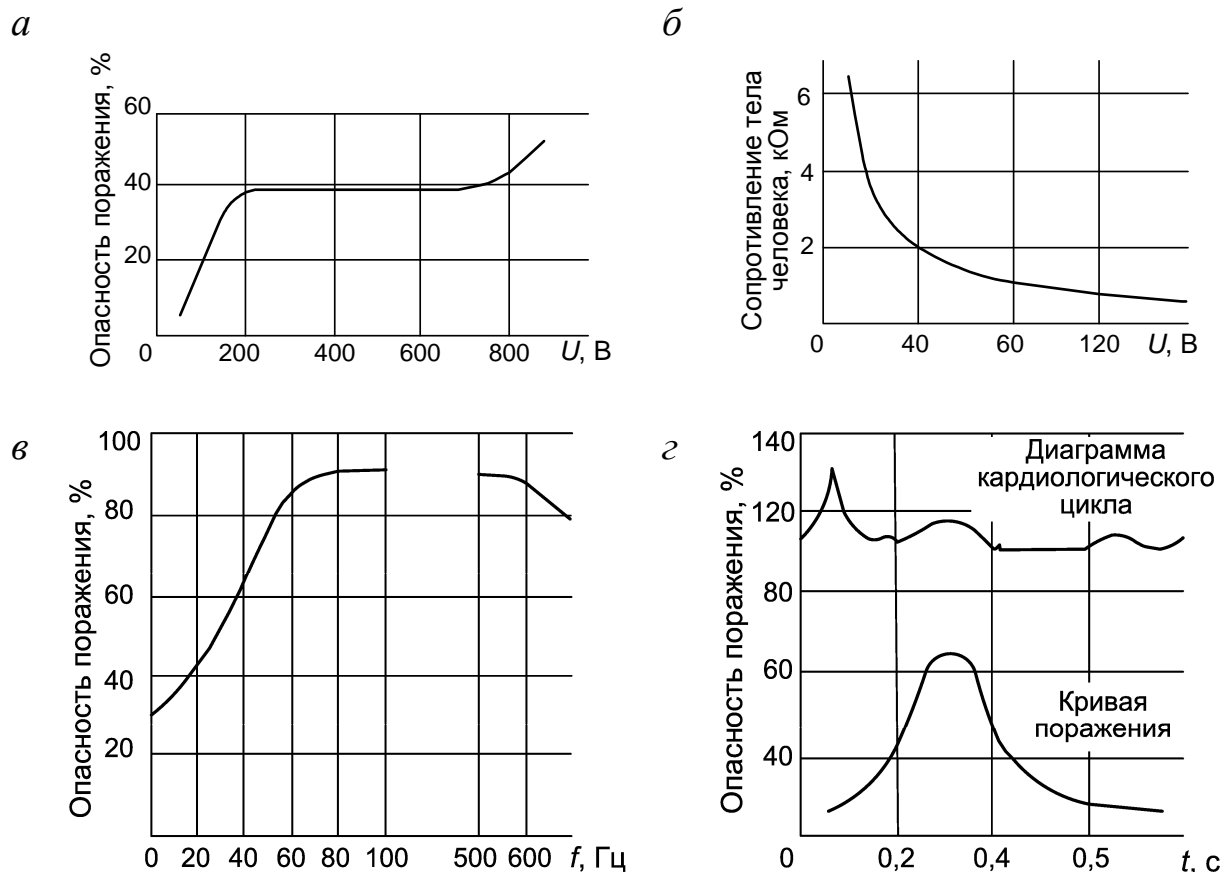 а
Опасность поражения, %
60
40
20
0 200 400 600 800 U, В
б
Сопротивление тела
человека, кОм
6
4
2
0 40 60 120 U, В
в
Опасность поражения, %
100
80
60
40
20
0 20 40 60 80 100 500 600 f, Гц
г
Опасность поражения, %
140
120
80
60
40
0 0,2 0,4 0,5 t, с
Диаграмма
кардиологического
цикла
Кривая
поражения